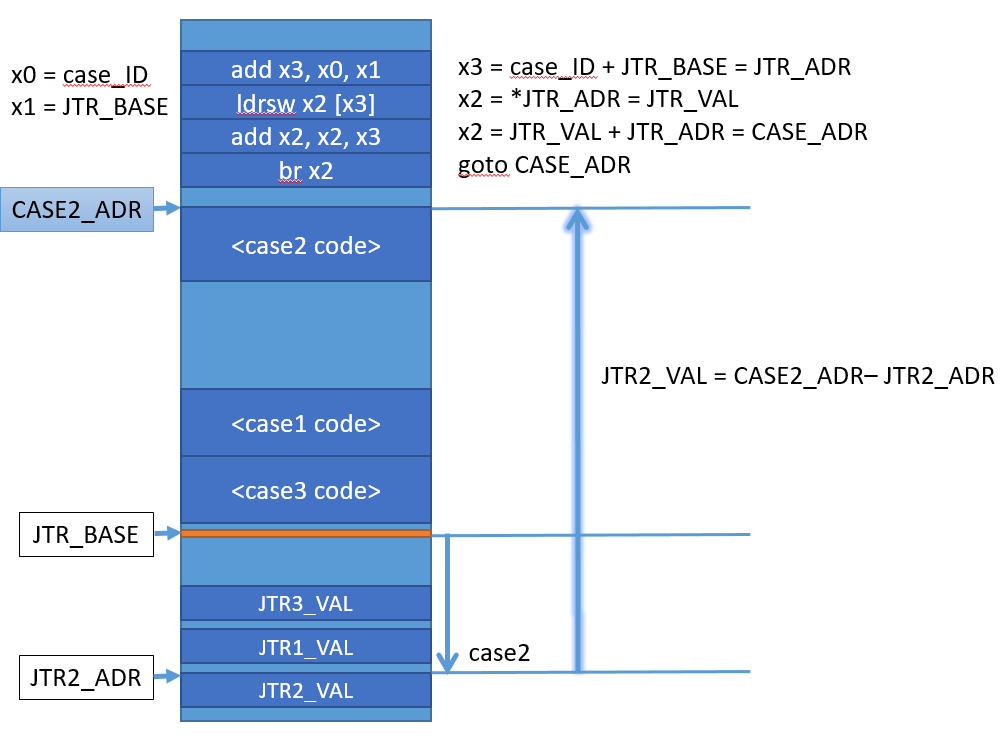 x0 = case_ID
x1 = JTR_BASE
add x3, x0, x1
ldrsw x2 [x3]
add x2, x2, x3
br x2
x3 = case_ID + JTR_BASE = JTR_ADR
x2 = *JTR_ADR = JTR_VAL
x2 = JTR_VAL + JTR_ADR = CASE_ADR
goto CASE_ADR
CASE2_ADR
<case2 code>
JTR2_VAL = CASE2_ADR– JTR2_ADR
<case1 code>
<case3 code>
JTR_BASE
JTR3_VAL
JTR1_VAL
case2
JTR2_ADR
JTR2_VAL